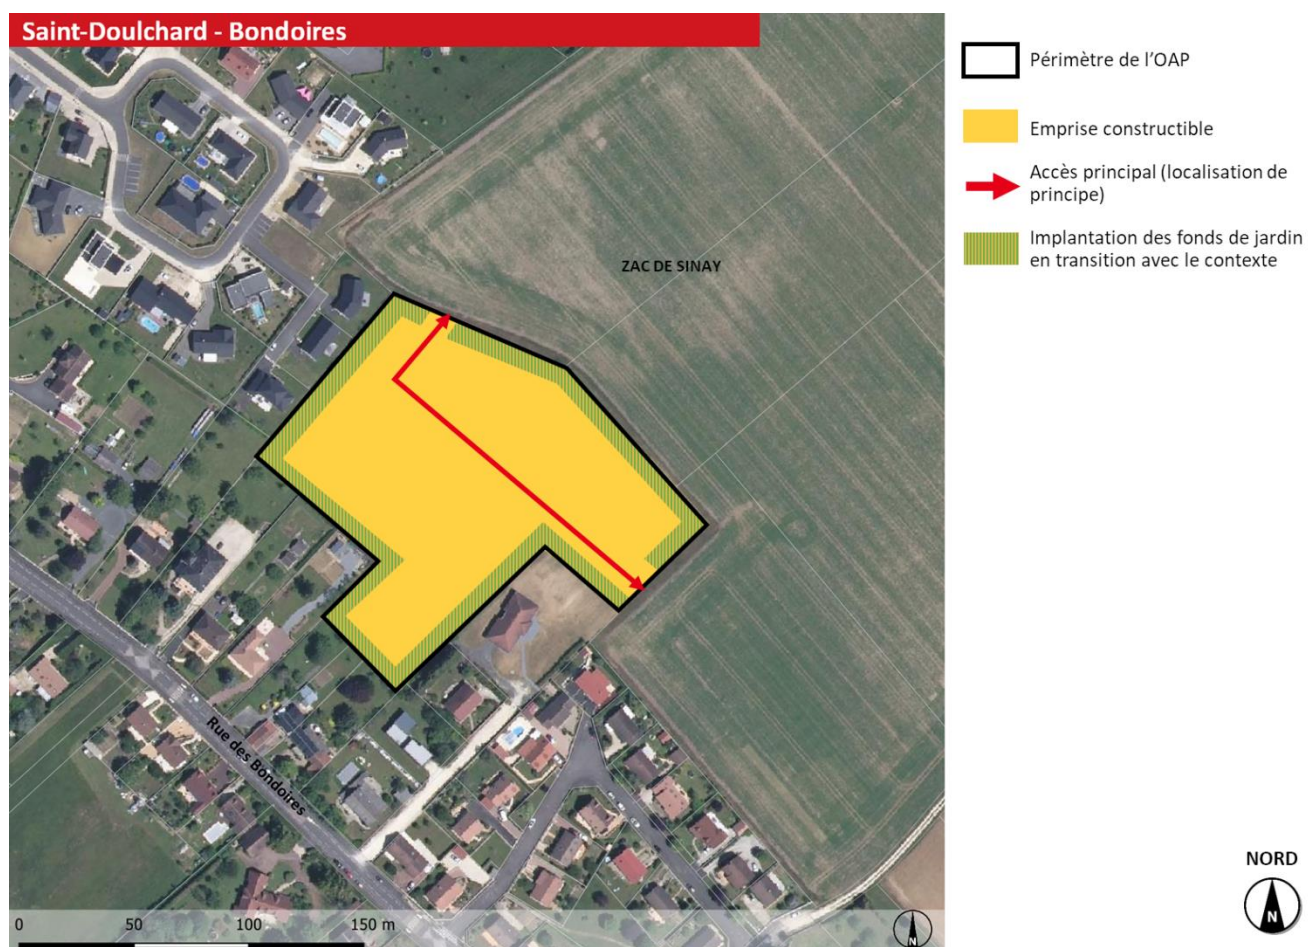 Saint-Doulchard - Bondoires
Périmètre de l'OAP
Emprise constructible
Accès principal (localisation de
principe)
Implantation des fonds de jardin
en transition avec le contexte
ZAC DE SINAY
Rue des Bondoires
NORD
N
0 50 100 150 m
N